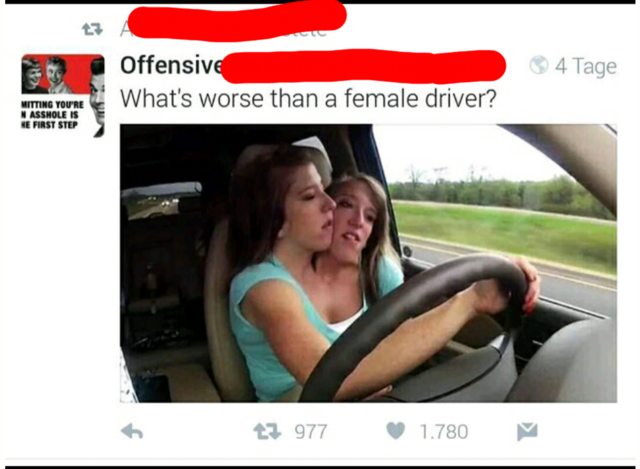 A
Offensive
4 Tage
MITTING YOU'RE
N ASSHOLE IS
HE FIRST STEP
What's worse than a female driver?
977
1.780